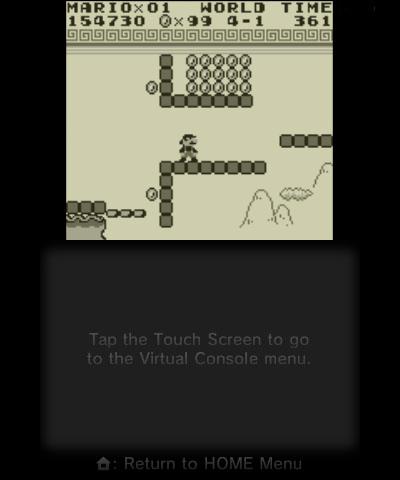 MARIO×01 WORLD TIME
154730 ×99 4-1 361
Tap the Touch Screen to go
to the Virtual Console menu.
: Return to HOME Menu